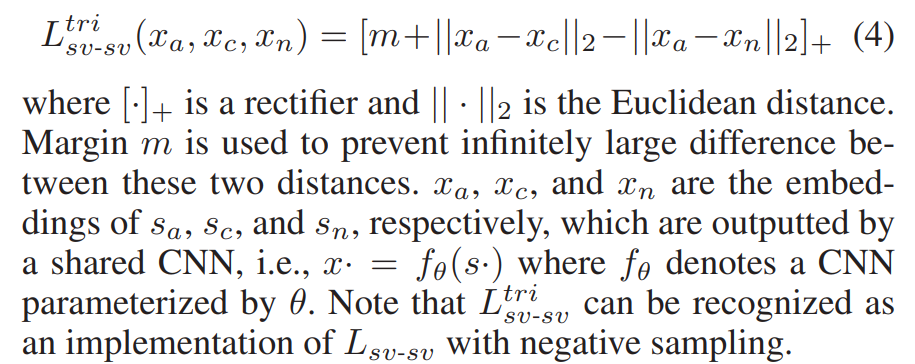 L^{tri}_{sv-sv}(x_a, x_c, x_n) = [m+||x_a−x_c||_2−||x_a−x_n||_2]_+ (4)
where [·]_+ is a rectifier and || · ||_2 is the Euclidean distance.
Margin m is used to prevent infinitely large difference be-
tween these two distances. x_a, x_c, and x_n are the embed-
dings of s_a, s_c, and s_n, respectively, which are outputted by
a shared CNN, i.e., x· = f_θ(s·) where f_θ denotes a CNN
parameterized by θ. Note that L^{tri}_{sv-sv} can be recognized as
an implementation of L_{sv-sv} with negative sampling.